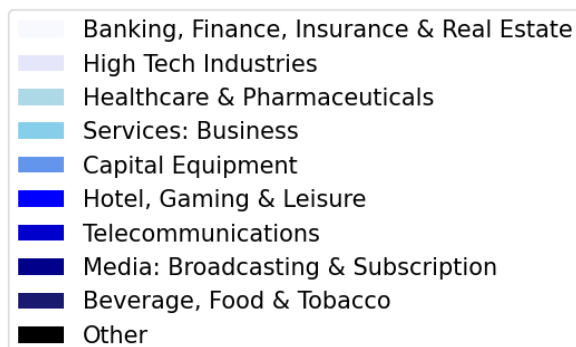 Banking, Finance, Insurance & Real Estate
High Tech Industries
Healthcare & Pharmaceuticals
Services: Business
Capital Equipment
Hotel, Gaming & Leisure
Telecommunications
Media: Broadcasting & Subscription
Beverage, Food & Tobacco
Other